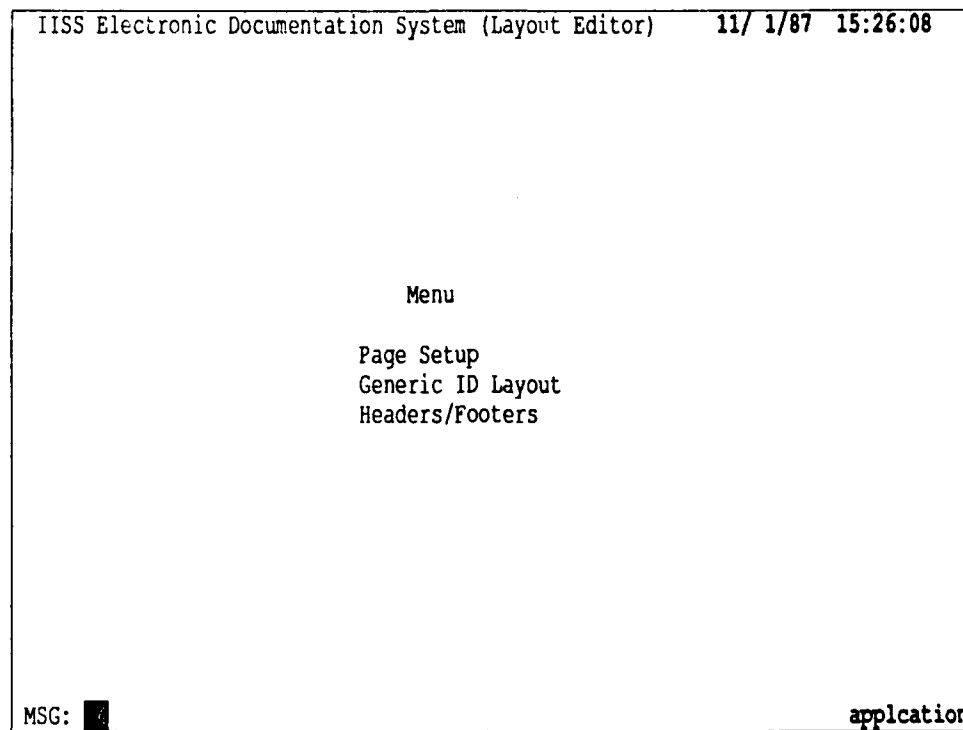 IISS Electronic Documentation System (Layout Editor) 11/ 1/87 15:26:08
Menu
Page Setup
Generic ID Layout
Headers/Footers
MSG:
applcation